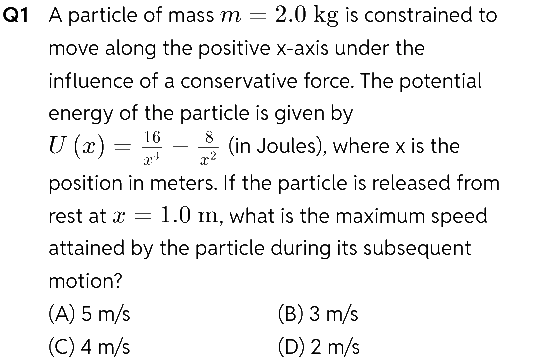 Q1 A particle of mass m = 2.0 kg is constrained to
move along the positive x-axis under the
influence of a conservative force. The potential
energy of the particle is given by
U (x) = 16/x⁴ − 8/x² (in Joules), where x is the
position in meters. If the particle is released from
rest at x = 1.0 m, what is the maximum speed
attained by the particle during its subsequent
motion?
(A) 5 m/s (B) 3 m/s
(C) 4 m/s (D) 2 m/s